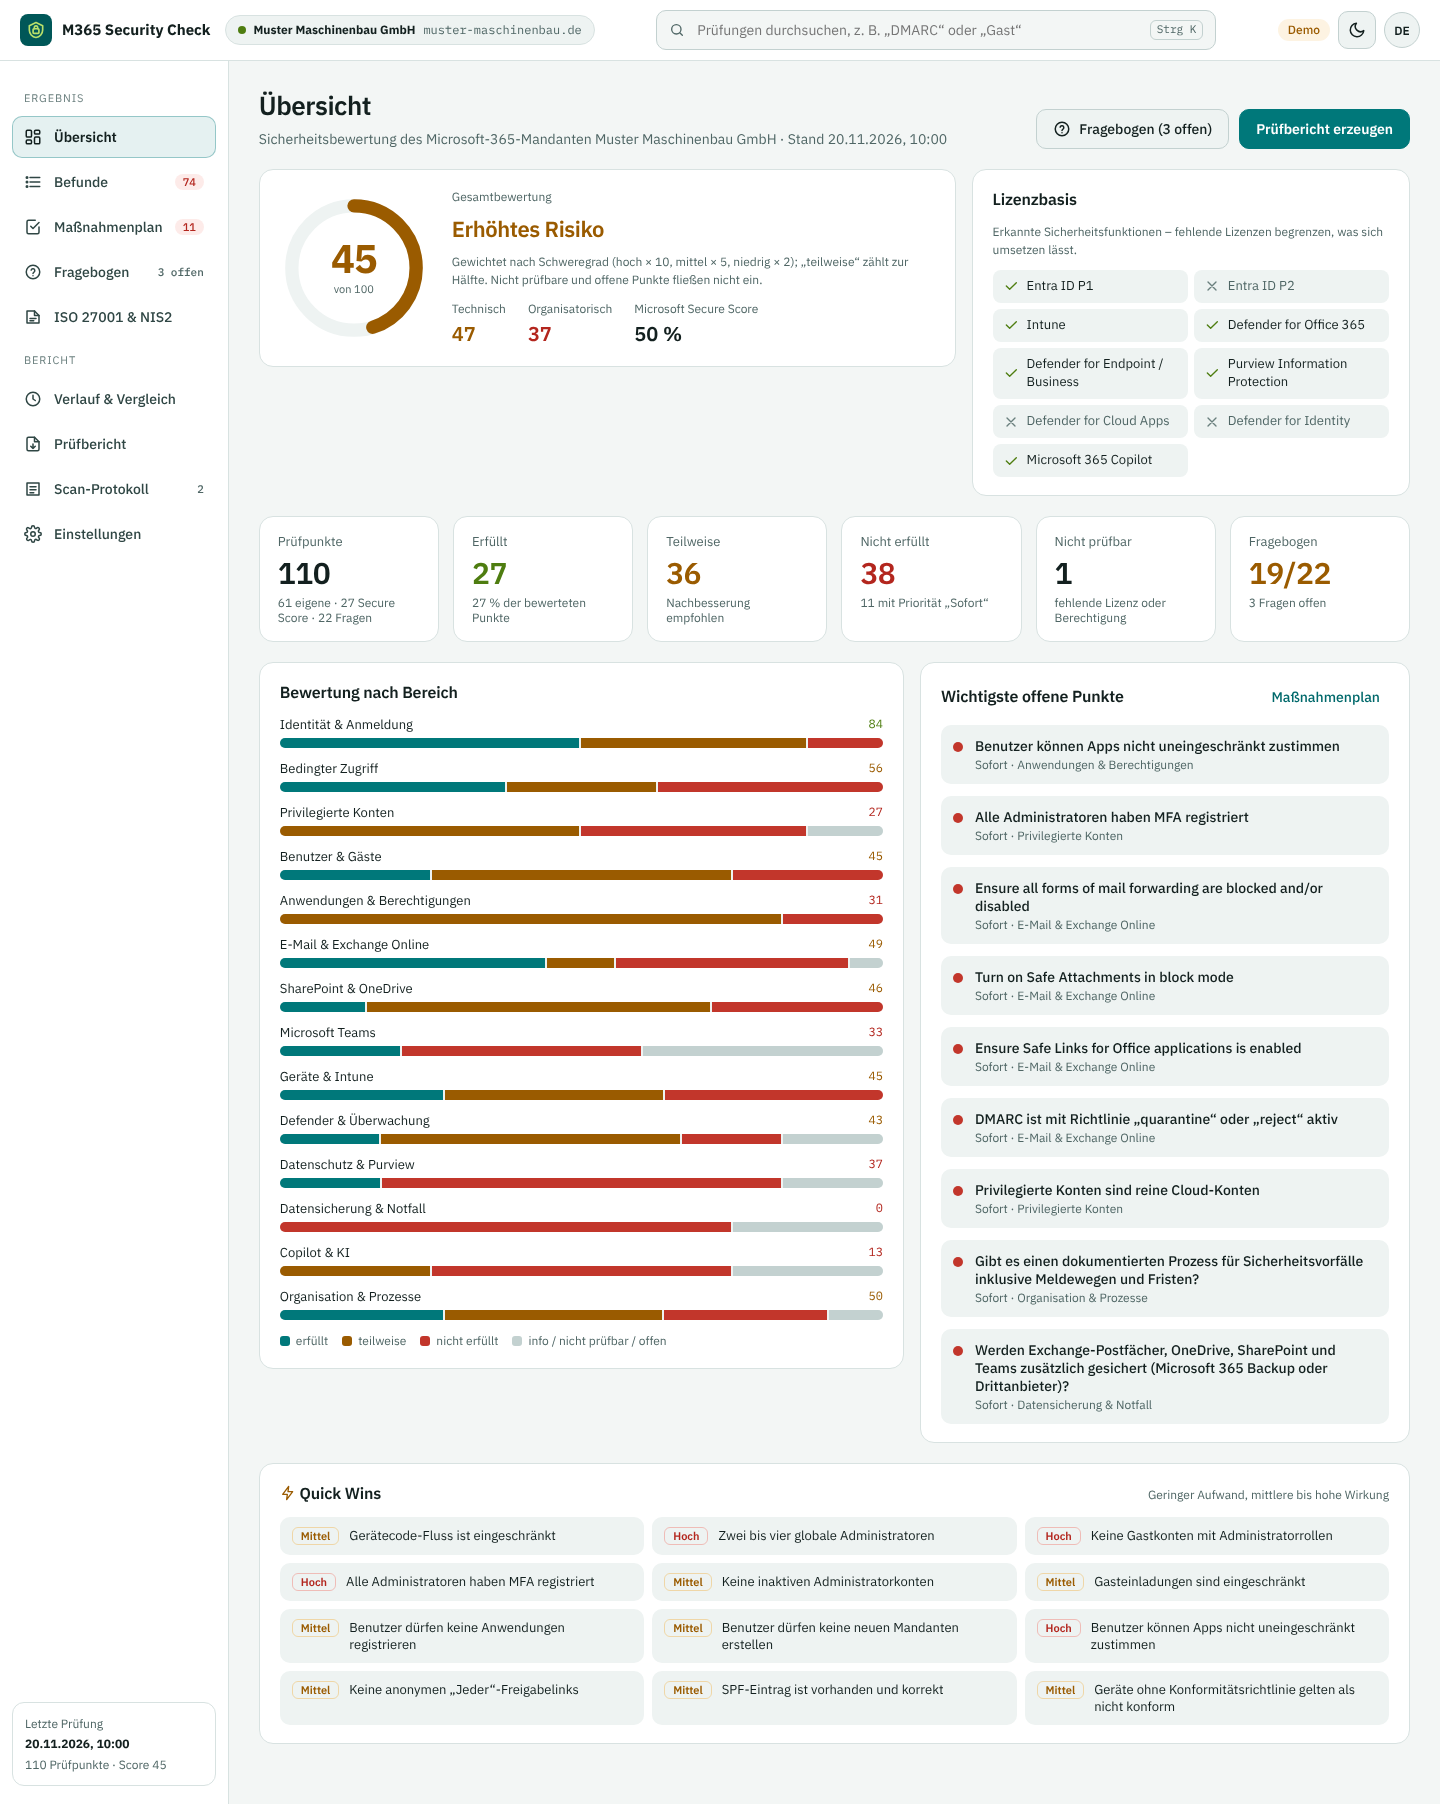 M365 Security Check
Muster Maschinenbau GmbH muster-maschinenbau.de
Prüfungen durchsuchen, z. B. „DMARC“ oder „Gast“
Strg K
Demo
DE
ERGEBNIS
Übersicht
Befunde 74
Maßnahmenplan 11
Fragebogen 3 offen
ISO 27001 & NIS2
BERICHT
Verlauf & Vergleich
Prüfbericht
Scan-Protokoll 2
Einstellungen
Letzte Prüfung
20.11.2026, 10:00
110 Prüfpunkte · Score 45
Übersicht
Sicherheitsbewertung des Microsoft-365-Mandanten Muster Maschinenbau GmbH · Stand 20.11.2026, 10:00
Fragebogen (3 offen)
Prüfbericht erzeugen
45
von 100
Gesamtbewertung
Erhöhtes Risiko
Gewichtet nach Schweregrad (hoch × 10, mittel × 5, niedrig × 2); „teilweise“ zählt zur
Hälfte. Nicht prüfbare und offene Punkte fließen nicht ein.
Technisch Organisatorisch Microsoft Secure Score
47 37 50 %
Lizenzbasis
Erkannte Sicherheitsfunktionen – fehlende Lizenzen begrenzen, was sich
umsetzen lässt.
Entra ID P1
Entra ID P2
Intune
Defender for Office 365
Defender for Endpoint /
Business
Purview Information
Protection
Defender for Cloud Apps
Defender for Identity
Microsoft 365 Copilot
Prüfpunkte
110
61 eigene · 27 Secure
Score · 22 Fragen
Erfüllt
27
27 % der bewerteten
Punkte
Teilweise
36
Nachbesserung
empfohlen
Nicht erfüllt
38
11 mit Priorität „Sofort“
Nicht prüfbar
1
fehlende Lizenz oder
Berechtigung
Fragebogen
19/22
3 Fragen offen
Bewertung nach Bereich
Identität & Anmeldung 84
Bedingter Zugriff 56
Privilegierte Konten 27
Benutzer & Gäste 45
Anwendungen & Berechtigungen 31
E-Mail & Exchange Online 49
SharePoint & OneDrive 46
Microsoft Teams 33
Geräte & Intune 45
Defender & Überwachung 43
Datenschutz & Purview 37
Datensicherung & Notfall 0
Copilot & KI 13
Organisation & Prozesse 50
erfüllt teilweise nicht erfüllt info / nicht prüfbar / offen
Wichtigste offene Punkte
Maßnahmenplan
Benutzer können Apps nicht uneingeschränkt zustimmen
Sofort · Anwendungen & Berechtigungen
Alle Administratoren haben MFA registriert
Sofort · Privilegierte Konten
Ensure all forms of mail forwarding are blocked and/or
disabled
Sofort · E-Mail & Exchange Online
Turn on Safe Attachments in block mode
Sofort · E-Mail & Exchange Online
Ensure Safe Links for Office applications is enabled
Sofort · E-Mail & Exchange Online
DMARC ist mit Richtlinie „quarantine“ oder „reject“ aktiv
Sofort · E-Mail & Exchange Online
Privilegierte Konten sind reine Cloud-Konten
Sofort · Privilegierte Konten
Gibt es einen dokumentierten Prozess für Sicherheitsvorfälle
inklusive Meldewegen und Fristen?
Sofort · Organisation & Prozesse
Werden Exchange-Postfächer, OneDrive, SharePoint und
Teams zusätzlich gesichert (Microsoft 365 Backup oder
Drittanbieter)?
Sofort · Datensicherung & Notfall
Quick Wins
Geringer Aufwand, mittlere bis hohe Wirkung
Mittel Gerätecode-Fluss ist eingeschränkt
Hoch Zwei bis vier globale Administratoren
Hoch Keine Gastkonten mit Administratorrollen
Hoch Alle Administratoren haben MFA registriert
Mittel Keine inaktiven Administratorkonten
Mittel Gasteinladungen sind eingeschränkt
Mittel Benutzer dürfen keine Anwendungen
registrieren
Mittel Benutzer dürfen keine neuen Mandanten
erstellen
Hoch Benutzer können Apps nicht uneingeschränkt
zustimmen
Mittel Keine anonymen „Jeder“-Freigabelinks
Mittel SPF-Eintrag ist vorhanden und korrekt
Mittel Geräte ohne Konformitätsrichtlinie gelten als
nicht konform